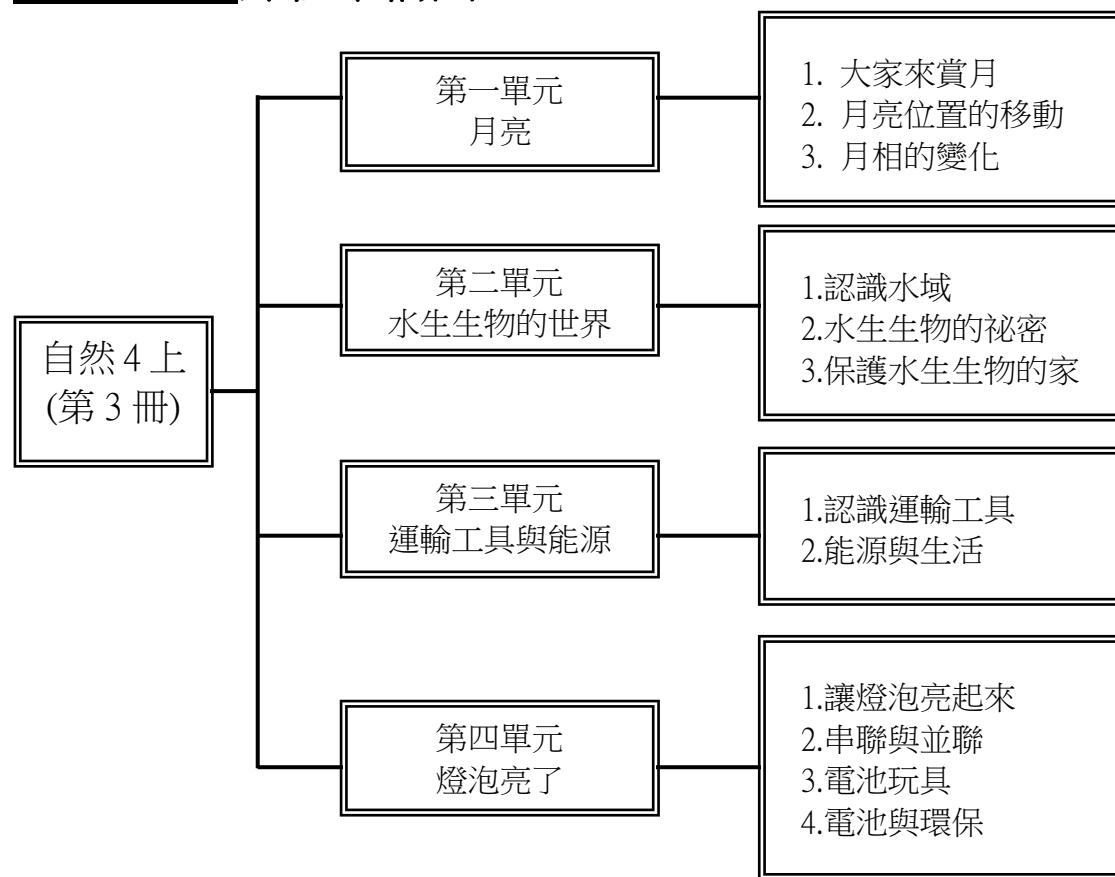 自然 4 上
(第 3 冊)
第一單元
月亮
1. 大家來賞月
2. 月亮位置的移動
3. 月相的變化
第二單元
水生生物的世界
1.認識水域
2.水生生物的祕密
3.保護水生生物的家
第三單元
運輸工具與能源
1.認識運輸工具
2.能源與生活
第四單元
燈泡亮了
1.讓燈泡亮起來
2.串聯與並聯
3.電池玩具
4.電池與環保